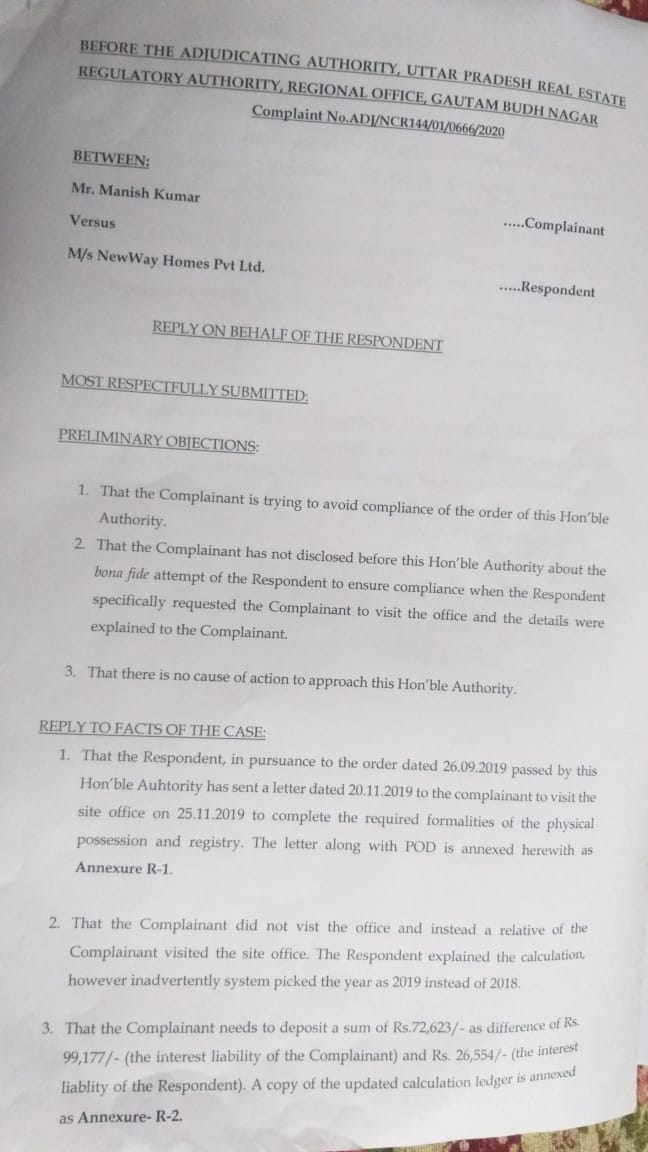 BEFORE THE ADJUDICATING AUTHORITY, UTTAR PRADESH REAL ESTATE
REGULATORY AUTHORITY, REGIONAL OFFICE, GAUTAM BUDH NAGAR
Complaint No.ADJ/NCR144/01/0666/2020
BETWEEN:
Mr. Manish Kumar
.....Complainant
Versus
M/s NewWay Homes Pvt Ltd.
.....Respondent
REPLY ON BEHALF OF THE RESPONDENT
MOST RESPECTFULLY SUBMITTED:
PRELIMINARY OBJECTIONS:
1. That the Complainant is trying to avoid compliance of the order of this Hon'ble
Authority.
2. That the Complainant has not disclosed before this Hon'ble Authority about the
bona fide attempt of the Respondent to ensure compliance when the Respondent
specifically requested the Complainant to visit the office and the details were
explained to the Complainant.
3. That there is no cause of action to approach this Hon'ble Authority.
REPLY TO FACTS OF THE CASE:
1. That the Respondent, in pursuance to the order dated 26.09.2019 passed by this
Hon'ble Auhtority has sent a letter dated 20.11.2019 to the complainant to visit the
site office on 25.11.2019 to complete the required formalities of the physical
possession and registry. The letter along with POD is annexed herewith as
Annexure R-1.
2. That the Complainant did not vist the office and instead a relative of the
Complainant visited the site office. The Respondent explained the calculation,
however inadvertently system picked the year as 2019 instead of 2018.
3. That the Complainant needs to deposit a sum of Rs.72,623/- as difference of Rs.
99,177/- (the interest liability of the Complainant) and Rs. 26,554/- (the interest
liablity of the Respondent). A copy of the updated calculation ledger is annexed
as Annexure- R-2.